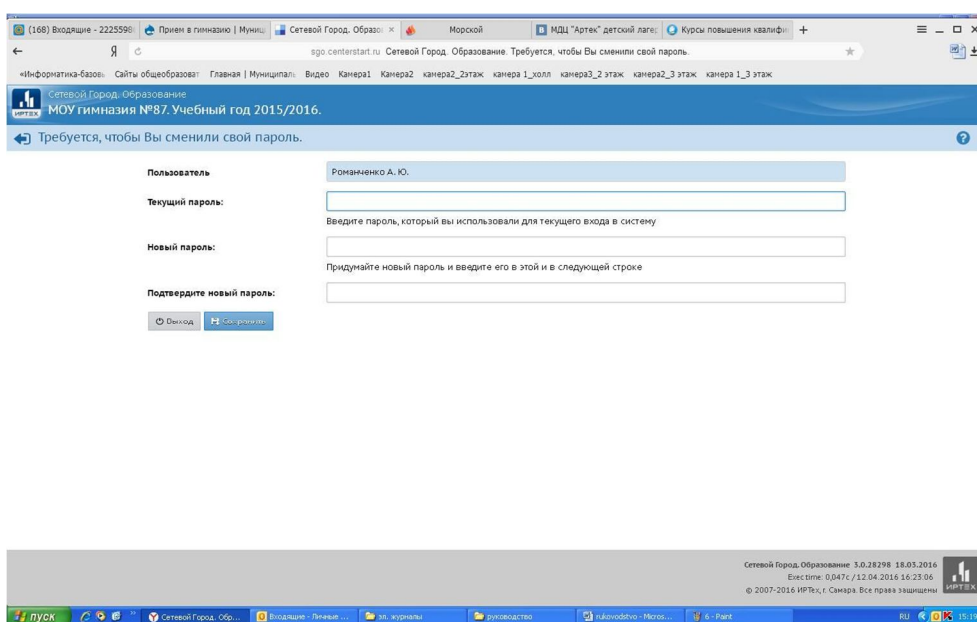 (168) Входящие - 2225598 Прием в гимназию | Муниц Сетевой Город. Образов × Морской В МДЦ "Артек" детский лагер Курсы повышения квалифи +
Я sgo.centerstart.ru Сетевой Город. Образование. Требуется, чтобы Вы сменили свой пароль.
«Информатика-базовь Сайты общеобразоват Главная | Муниципаль Видео Камера1 Камера2 камера2_2этаж камера 1_холл камера3_2 этаж камера2_3 этаж камера 1_3 этаж
Сетевой Город. Образование
ИРТЕХ МОУ гимназия №87. Учебный год 2015/2016.
Требуется, чтобы Вы сменили свой пароль. ?
Пользователь Романченко А. Ю.
Текущий пароль:
Введите пароль, который вы использовали для текущего входа в систему
Новый пароль:
Придумайте новый пароль и введите его в этой и в следующей строке
Подтвердите новый пароль:
Выход Сохранить
Сетевой Город. Образование 3.0.28298 18.03.2016
Exec time: 0,047с / 12.04.2016 16:23:06
© 2007-2016 ИРТех, г. Самара. Все права защищены ИРТЕХ
пуск » Сетевой Город. Обр... Входящие - Личные ... эл. журналы руководство rukovodstvo - Micros... 6 - Paint RU 15:19